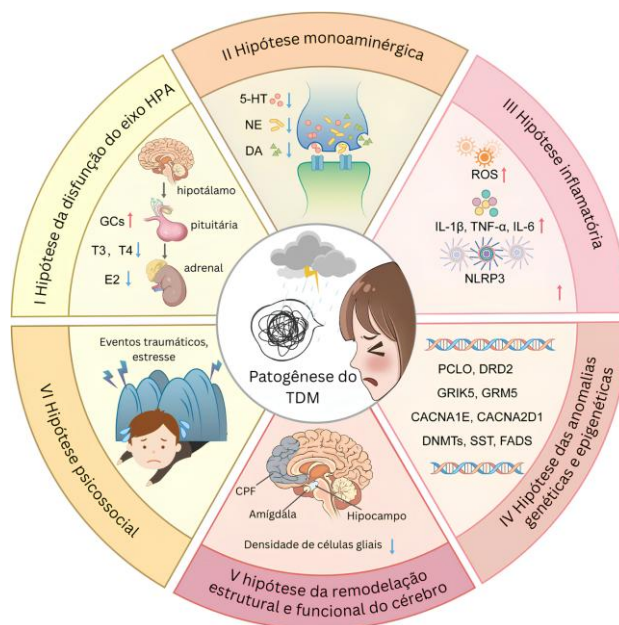 I Hipótese da disfunção do eixo HPA
hipotálamo
GCs
pituitária
T3, T4
adrenal
E2
II Hipótese monoaminérgica
5-HT
NE
DA
III Hipótese inflamatória
ROS
IL-1β, TNF-α, IL-6
NLRP3
IV Hipótese das anomalias
genéticas e epigenéticas
PCLO, DRD2
GRIK5, GRM5
CACNA1E, CACNA2D1
DNMTs, SST, FADS
CPF
Amígdala
Hipocampo
Densidade de células gliais
V hipótese da remodelação
estrutural e funcional do cérebro
VI Hipótese psicossocial
Eventos traumáticos,
estresse
Patogênese do
TDM